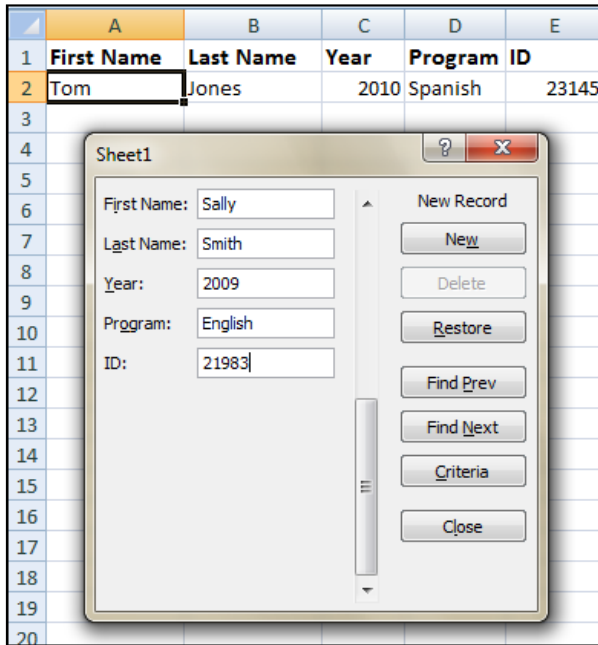 A B C D E
1 First Name Last Name Year Program ID
2 Tom Jones 2010 Spanish 23145
3
4
5
6
7
8
9
10
11
12
13
14
15
16
17
18
19
20
Sheet1 ? X
First Name: Sally New Record
Last Name: Smith New
Year: 2009 Delete
Program: English Restore
ID: 21983
Find Prev
Find Next
Criteria
Close